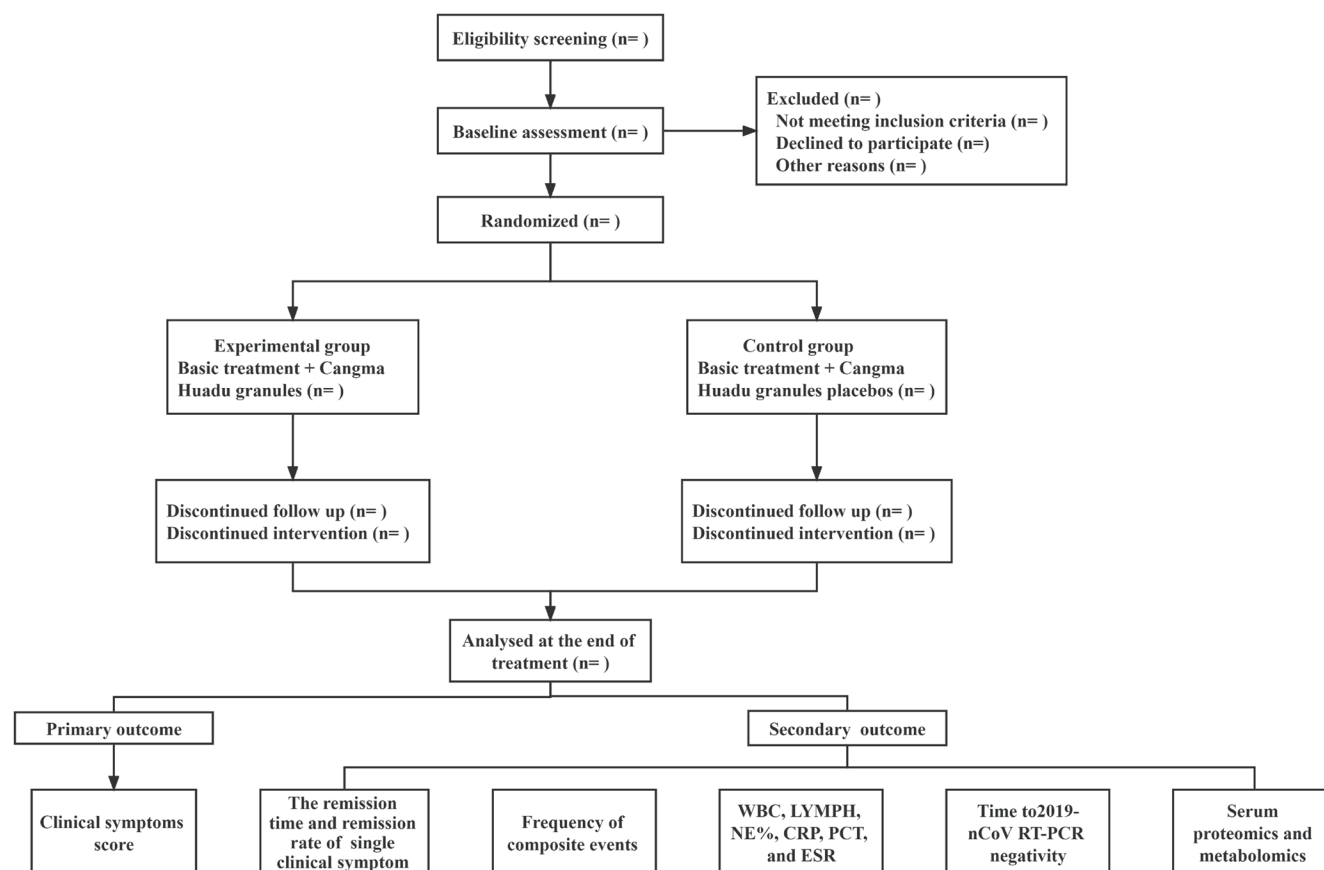 Eligibility screening (n= )
Baseline assessment (n= )
Excluded (n= )
Not meeting inclusion criteria (n= )
Declined to participate (n=)
Other reasons (n= )
Randomized (n= )
Experimental group
Basic treatment + Cangma
Huadu granules (n= )
Control group
Basic treatment + Cangma
Huadu granules placebos (n= )
Discontinued follow up (n= )
Discontinued intervention (n= )
Discontinued follow up (n= )
Discontinued intervention (n= )
Analysed at the end of
treatment (n= )
Primary outcome
Secondary  outcome
Clinical symptoms
score
The remission
time and remission
rate of  single
clinical symptom
Frequency of
composite events
WBC, LYMPH,
NE%, CRP, PCT,
and ESR
Time to2019-
nCoV RT-PCR
negativity
Serum
proteomics and
metabolomics